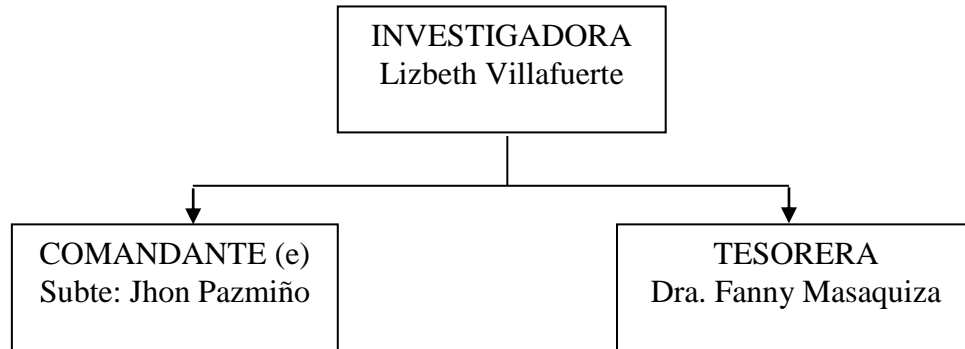 INVESTIGADORA
Lizbeth Villafuerte
COMANDANTE (e)
Subte: Jhon Pazmiño
TESORERA
Dra. Fanny Masaquiza